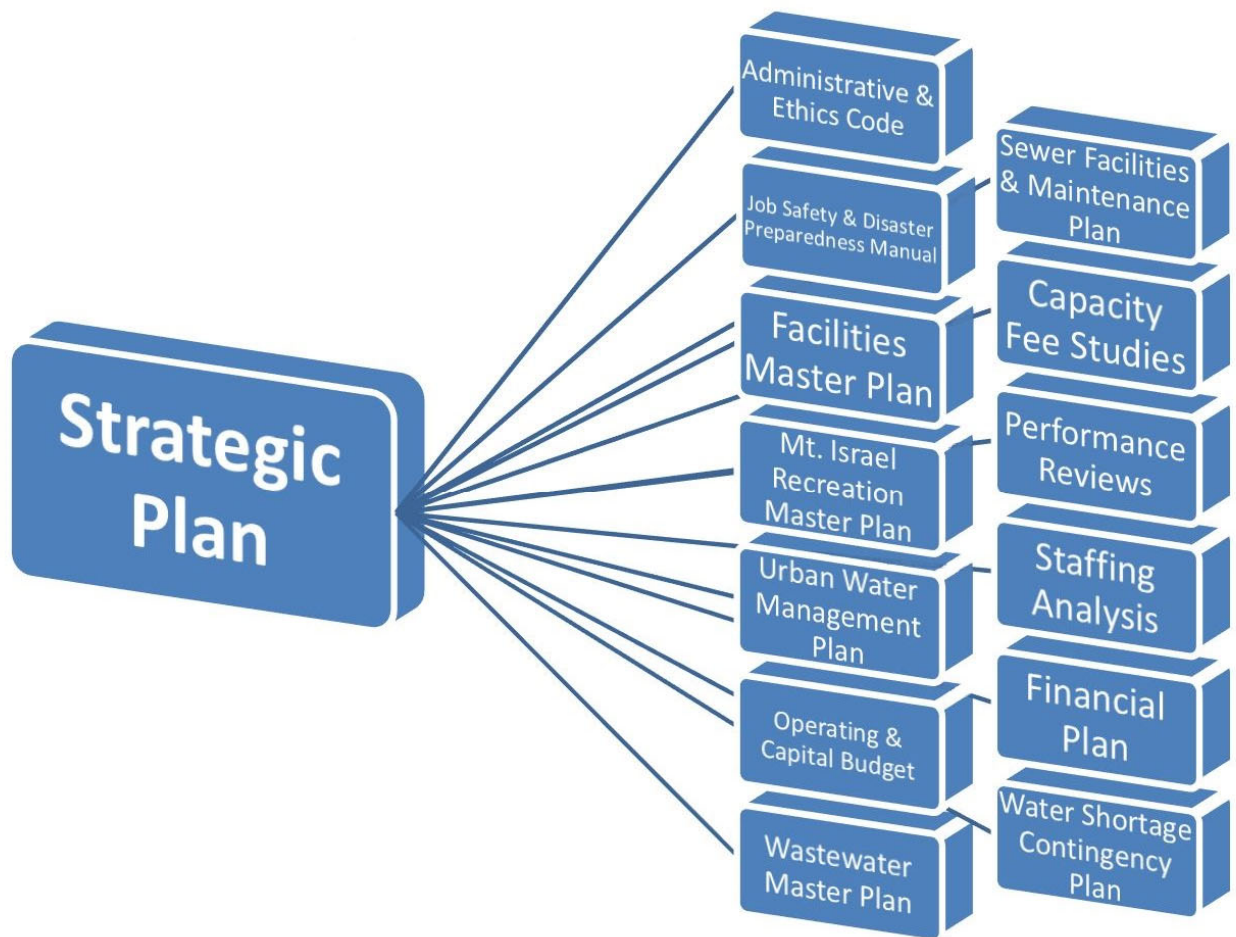 Strategic
Plan
Administrative &
Ethics Code
Job Safety & Disaster
Preparedness Manual
Facilities
Master Plan
Mt. Israel
Recreation
Master Plan
Urban Water
Management
Plan
Operating &
Capital Budget
Wastewater
Master Plan
Sewer Facilities
& Maintenance
Plan
Capacity
Fee Studies
Performance
Reviews
Staffing
Analysis
Financial
Plan
Water Shortage
Contingency
Plan